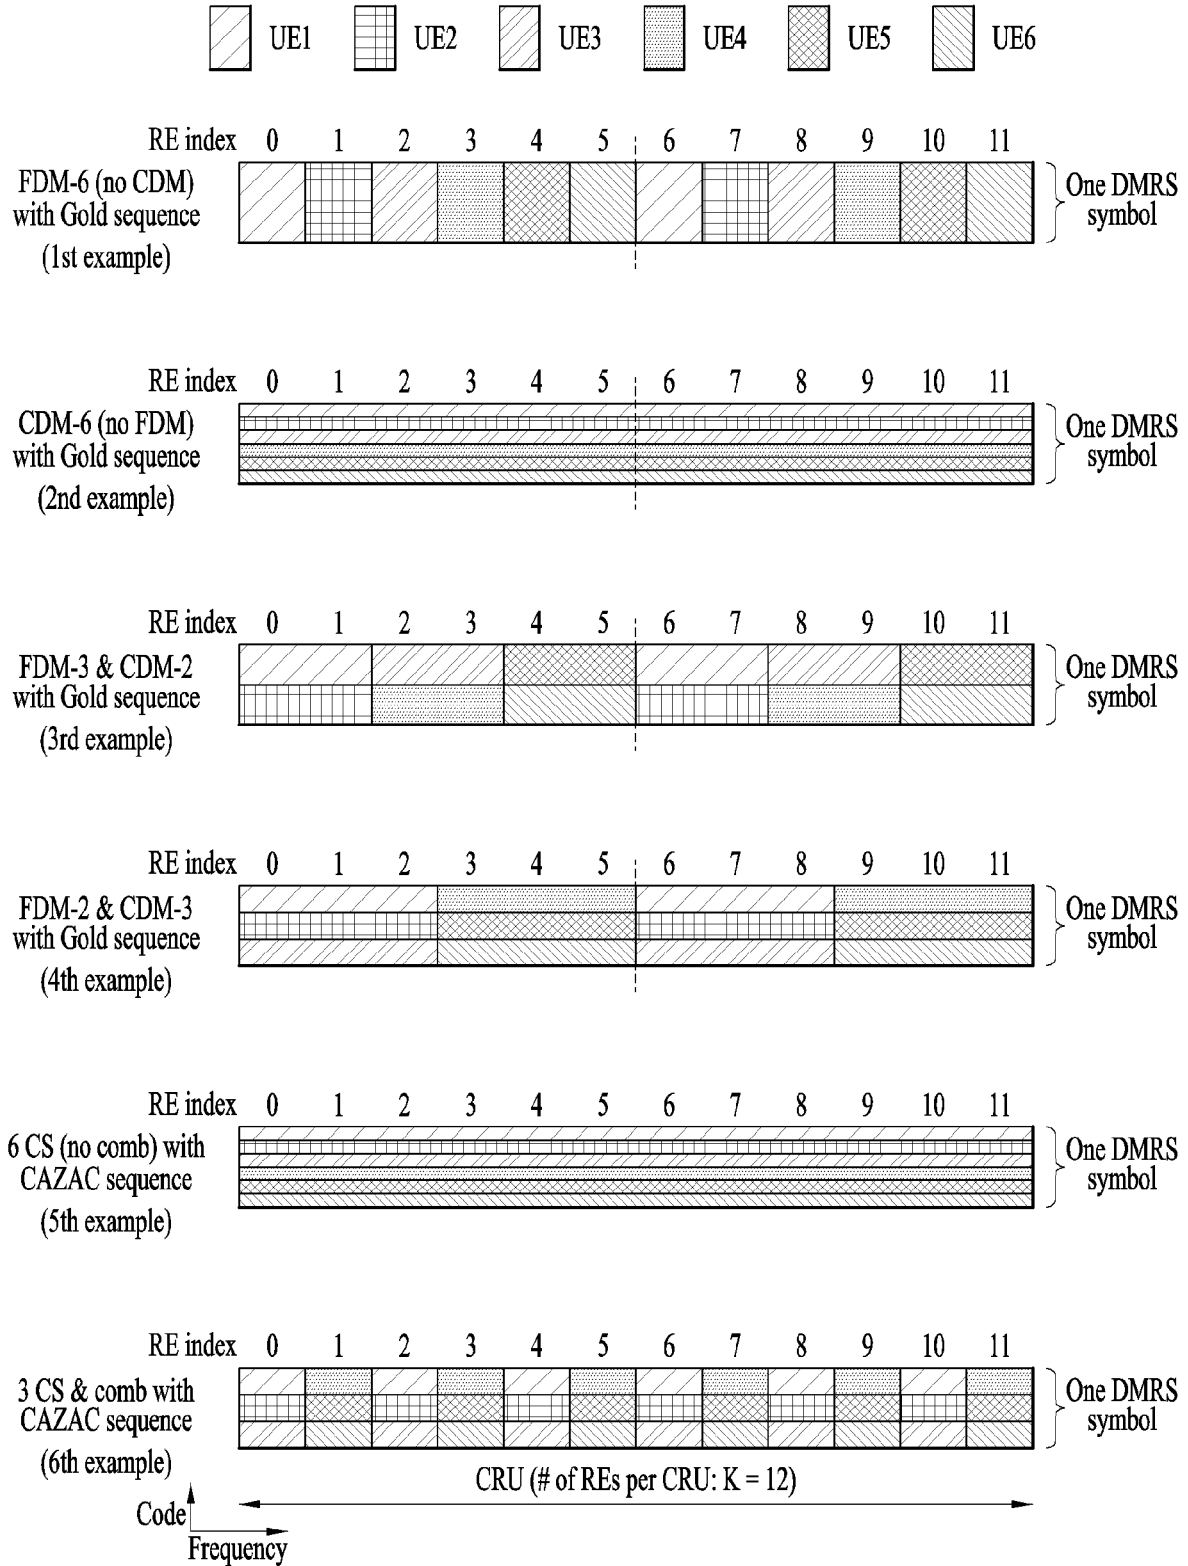 UE1 UE2 UE3 UE4 UE5 UE6
RE index 0 1 2 3 4 5 6 7 8 9 10 11
FDM-6 (no CDM)
with Gold sequence
(1st example)
One DMRS
symbol
RE index 0 1 2 3 4 5 6 7 8 9 10 11
CDM-6 (no FDM)
with Gold sequence
(2nd example)
One DMRS
symbol
RE index 0 1 2 3 4 5 6 7 8 9 10 11
FDM-3 & CDM-2
with Gold sequence
(3rd example)
One DMRS
symbol
RE index 0 1 2 3 4 5 6 7 8 9 10 11
FDM-2 & CDM-3
with Gold sequence
(4th example)
One DMRS
symbol
RE index 0 1 2 3 4 5 6 7 8 9 10 11
6 CS (no comb) with
CAZAC sequence
(5th example)
One DMRS
symbol
RE index 0 1 2 3 4 5 6 7 8 9 10 11
3 CS & comb with
CAZAC sequence
(6th example)
One DMRS
symbol
CRU (# of REs per CRU: K = 12)
Code
Frequency